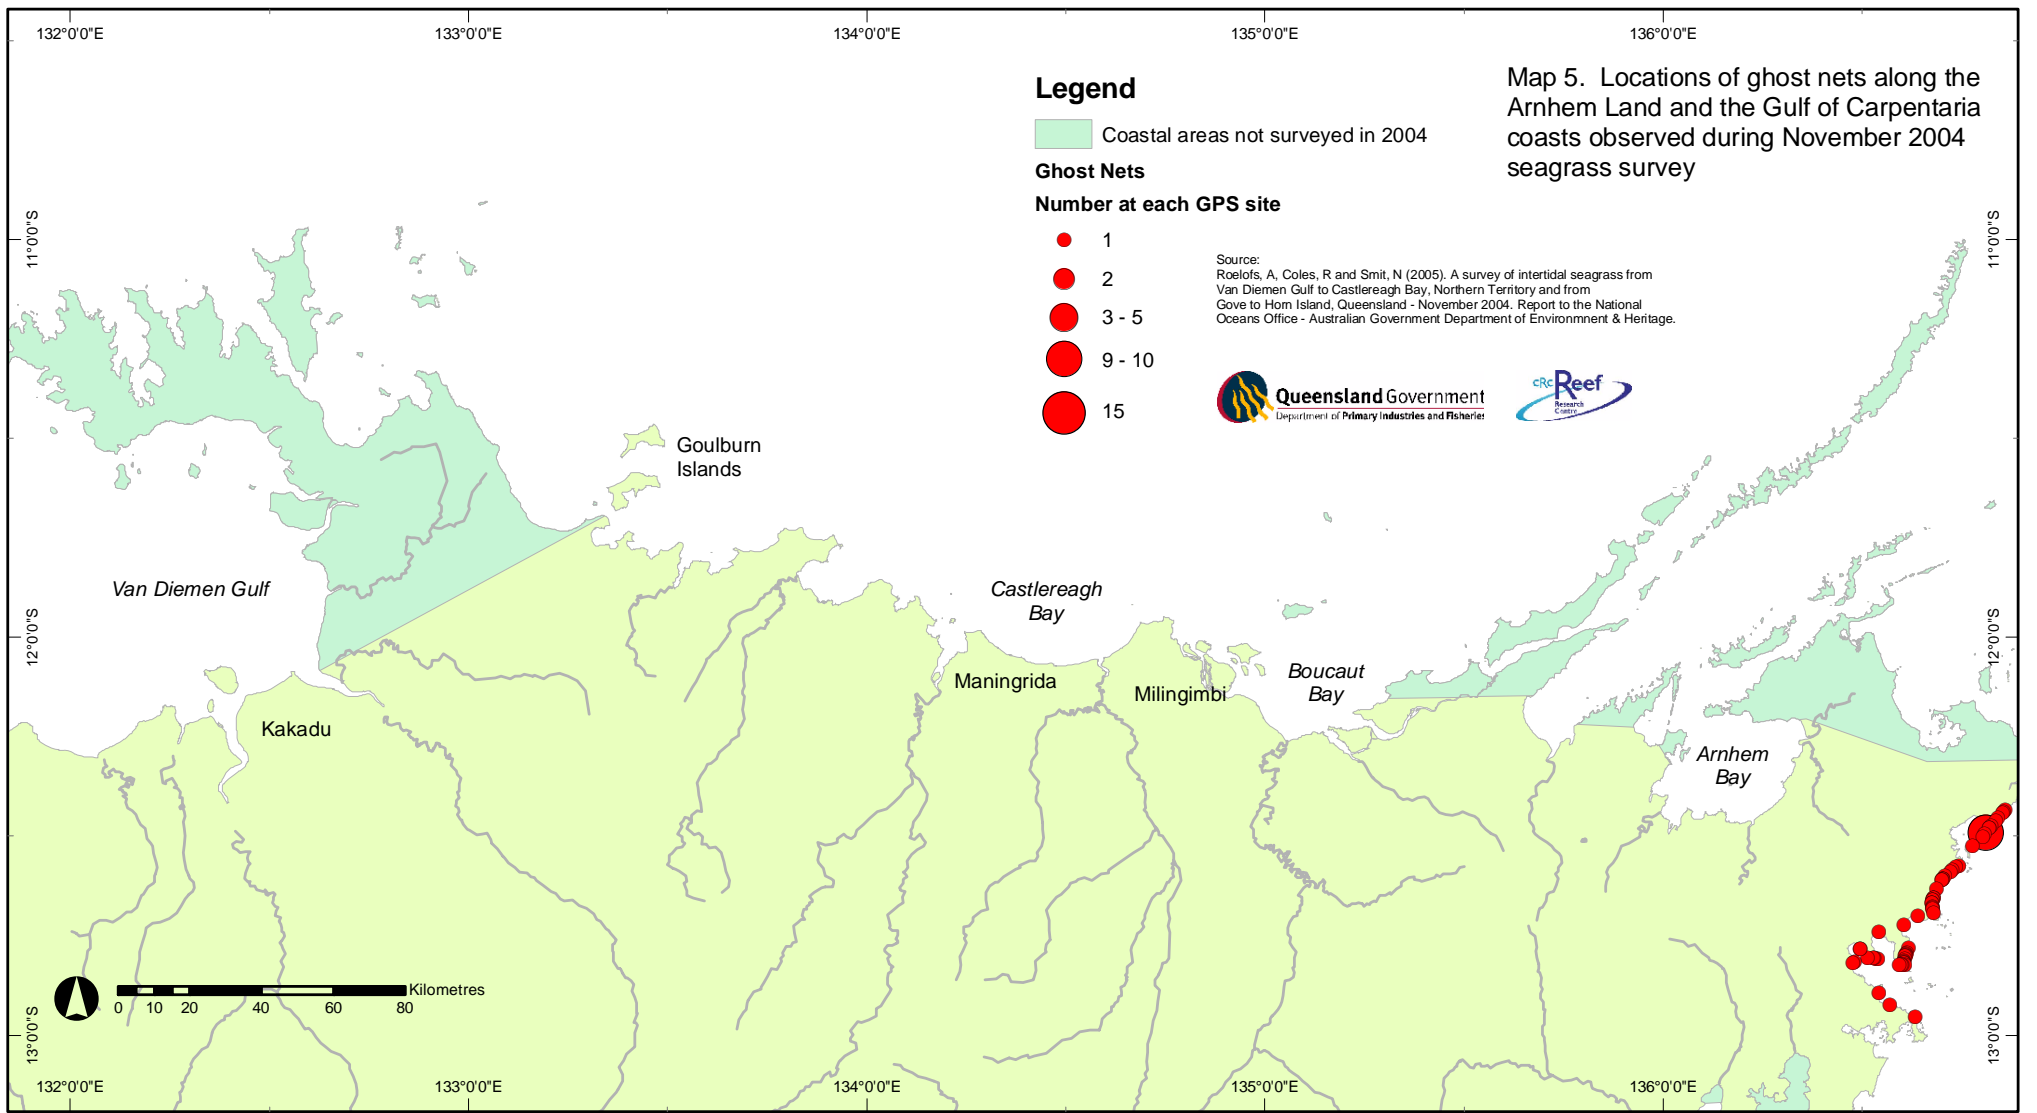 132°0'0"E
133°0'0"E
134°0'0"E
135°0'0"E
136°0'0"E
Map 5.  Locations of ghost nets along the
Arnhem Land and the Gulf of Carpentaria
coasts observed during November 2004
seagrass survey
Legend
Coastal areas not surveyed in 2004
Ghost Nets
Number at each GPS site
1
2
3 - 5
9 - 10
15
Source:
Roelofs, A, Coles, R and Smit, N (2005). A survey of intertidal seagrass from
Van Diemen Gulf to Castlereagh Bay, Northern Territory and from
Gove to Horn Island, Queensland - November 2004. Report to the National
Oceans Office - Australian Government Department of Environmnent & Heritage.
Queensland Government
Department of Primary Industries and Fisheries
CRC Reef
Research
Centre
11°0'0"S
11°0'0"S
Goulburn
Islands
Van Diemen Gulf
Castlereagh
Bay
12°0'0"S
12°0'0"S
Maningrida
Milingimbi
Boucaut
Bay
Kakadu
Arnhem
Bay
Kilometres
0 10 20 40 60 80
13°0'0"S
13°0'0"S
132°0'0"E
133°0'0"E
134°0'0"E
135°0'0"E
136°0'0"E